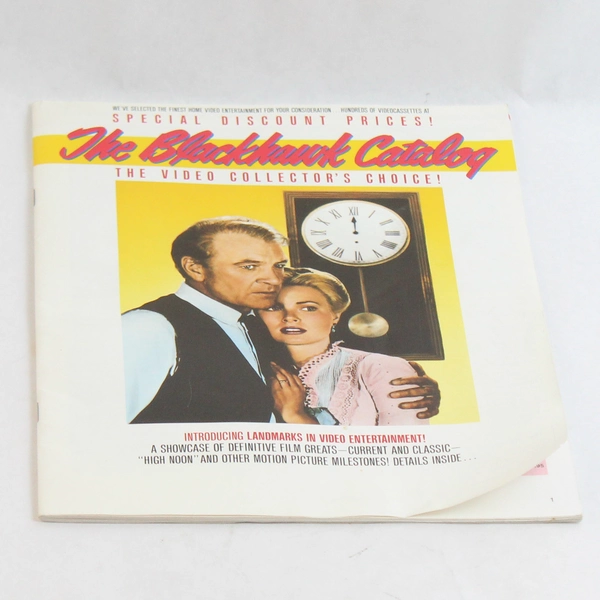 WE'VE SELECTED THE FINEST HOME VIDEO ENTERTAINMENT FOR YOUR CONSIDERATION HUNDREDS OF VIDEOCASSETTES AT
SPECIAL DISCOUNT PRICES!
The Blackhawk Catalog
THE VIDEO COLLECTOR'S CHOICE!
INTRODUCING LANDMARKS IN VIDEO ENTERTAINMENT!
A SHOWCASE OF DEFINITIVE FILM GREATS—CURRENT AND CLASSIC—
"HIGH NOON" AND OTHER MOTION PICTURE MILESTONES! DETAILS INSIDE...